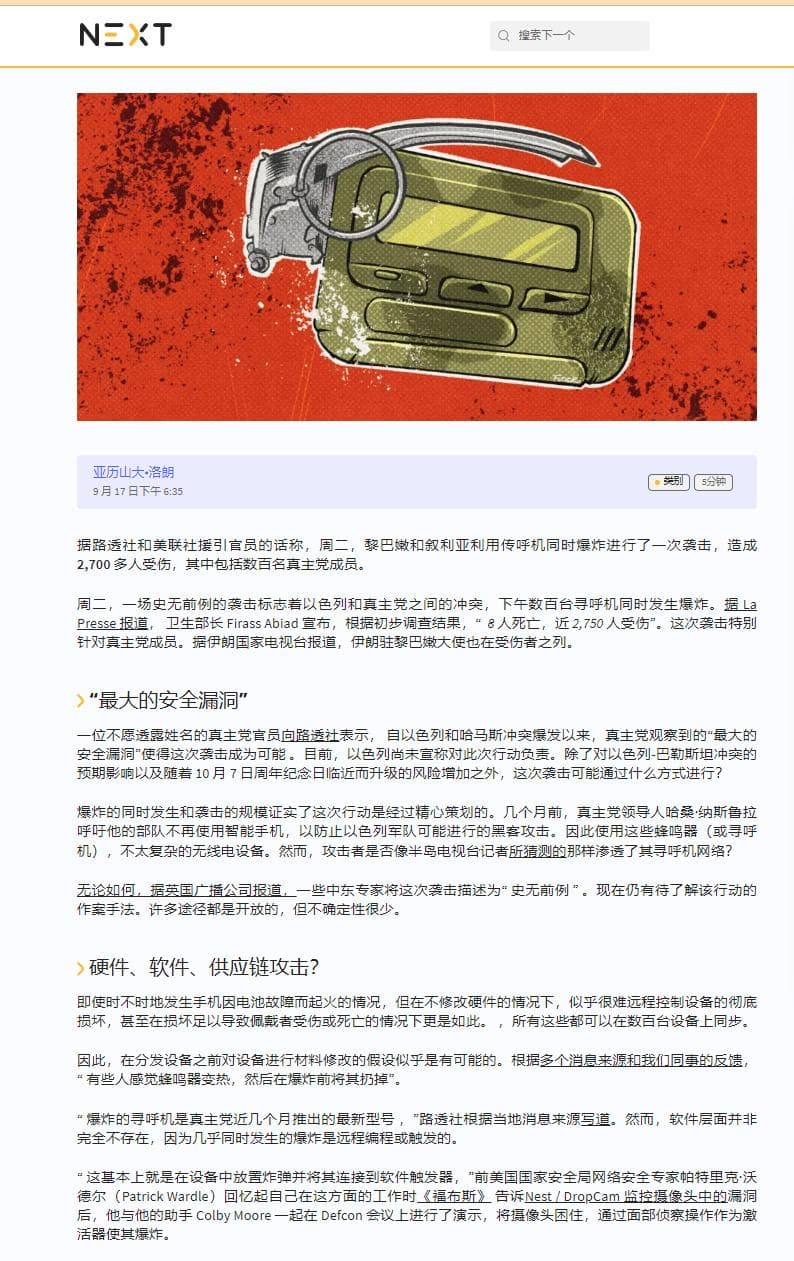 NEXT
搜索下一个
亚历山大•洛朗
9 月 17 日下午 6:35
类别
5分钟
据路透社和美联社援引官员的话称，周二，黎巴嫩和叙利亚利用传呼机同时爆炸进行了一次袭击，造成
2,700 多人受伤，其中包括数百名真主党成员。
周二，一场史无前例的袭击标志着以色列和真主党之间的冲突，下午数百台寻呼机同时发生爆炸。据 La
Presse 报道， 卫生部长 Firass Abiad 宣布，根据初步调查结果，“ 8 人死亡，近 2,750 人受伤”。这次袭击特别
针对真主党成员。据伊朗国家电视台报道，伊朗驻黎巴嫩大使也在受伤者之列。
“最大的安全漏洞”
一位不愿透露姓名的真主党官员向路透社表示， 自以色列和哈马斯冲突爆发以来，真主党观察到的“最大的
安全漏洞”使得这次袭击成为可能 。目前，以色列尚未宣称对此次行动负责。除了对以色列-巴勒斯坦冲突的
预期影响以及随着 10 月 7 日周年纪念日临近而升级的风险增加之外，这次袭击可能通过什么方式进行？
爆炸的同时发生和袭击的规模证实了这次行动是经过精心策划的。几个月前，真主党领导人哈桑·纳斯鲁拉
呼吁他的部队不再使用智能手机，以防止以色列军队可能进行的黑客攻击。因此使用这些蜂鸣器（或寻呼
机），不太复杂的无线电设备。然而，攻击者是否像半岛电视台记者所猜测的那样渗透了其寻呼机网络？
无论如何，据英国广播公司报道，一些中东专家将这次袭击描述为“ 史无前例 ” 。现在仍有待了解该行动的
作案手法。许多途径都是开放的，但不确定性很少。
硬件、软件、供应链攻击？
即使时不时地发生手机因电池故障而起火的情况，但在不修改硬件的情况下，似乎很难远程控制设备的彻底
损坏，甚至在损坏足以导致佩戴者受伤或死亡的情况下更是如此。 ，所有这些都可以在数百台设备上同步。
因此，在分发设备之前对设备进行材料修改的假设似乎是有可能的。根据多个消息来源和我们同事的反馈，
“ 有些人感觉蜂鸣器变热，然后在爆炸前将其扔掉”。
“ 爆炸的寻呼机是真主党近几个月推出的最新型号 ，”路透社根据当地消息来源写道。然而，软件层面并非
完全不存在，因为几乎同时发生的爆炸是远程编程或触发的。
“ 这基本上就是在设备中放置炸弹并将其连接到软件触发器，”前美国国家安全局网络安全专家帕特里克·沃
德尔（Patrick Wardle）回忆起自己在这方面的工作时《福布斯》 告诉Nest / DropCam 监控摄像头中的漏洞
后，他与他的助手 Colby Moore 一起在 Defcon 会议上进行了演示，将摄像头困住，通过面部侦察操作作为激
活器使其爆炸。